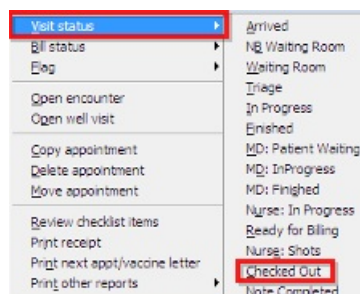 Visit status
Bill status
Flag
Open encounter
Open well visit
Copy appointment
Delete appointment
Move appointment
Review checklist items
Print receipt
Print next appt/vaccine letter
Print other reports
Arrived
NB Waiting Room
Waiting Room
Triage
In Progress
Finished
MD: Patient Waiting
MD: InProgress
MD: Finished
Nurse: In Progress
Ready for Billing
Nurse: Shots
Checked Out
Note Completed